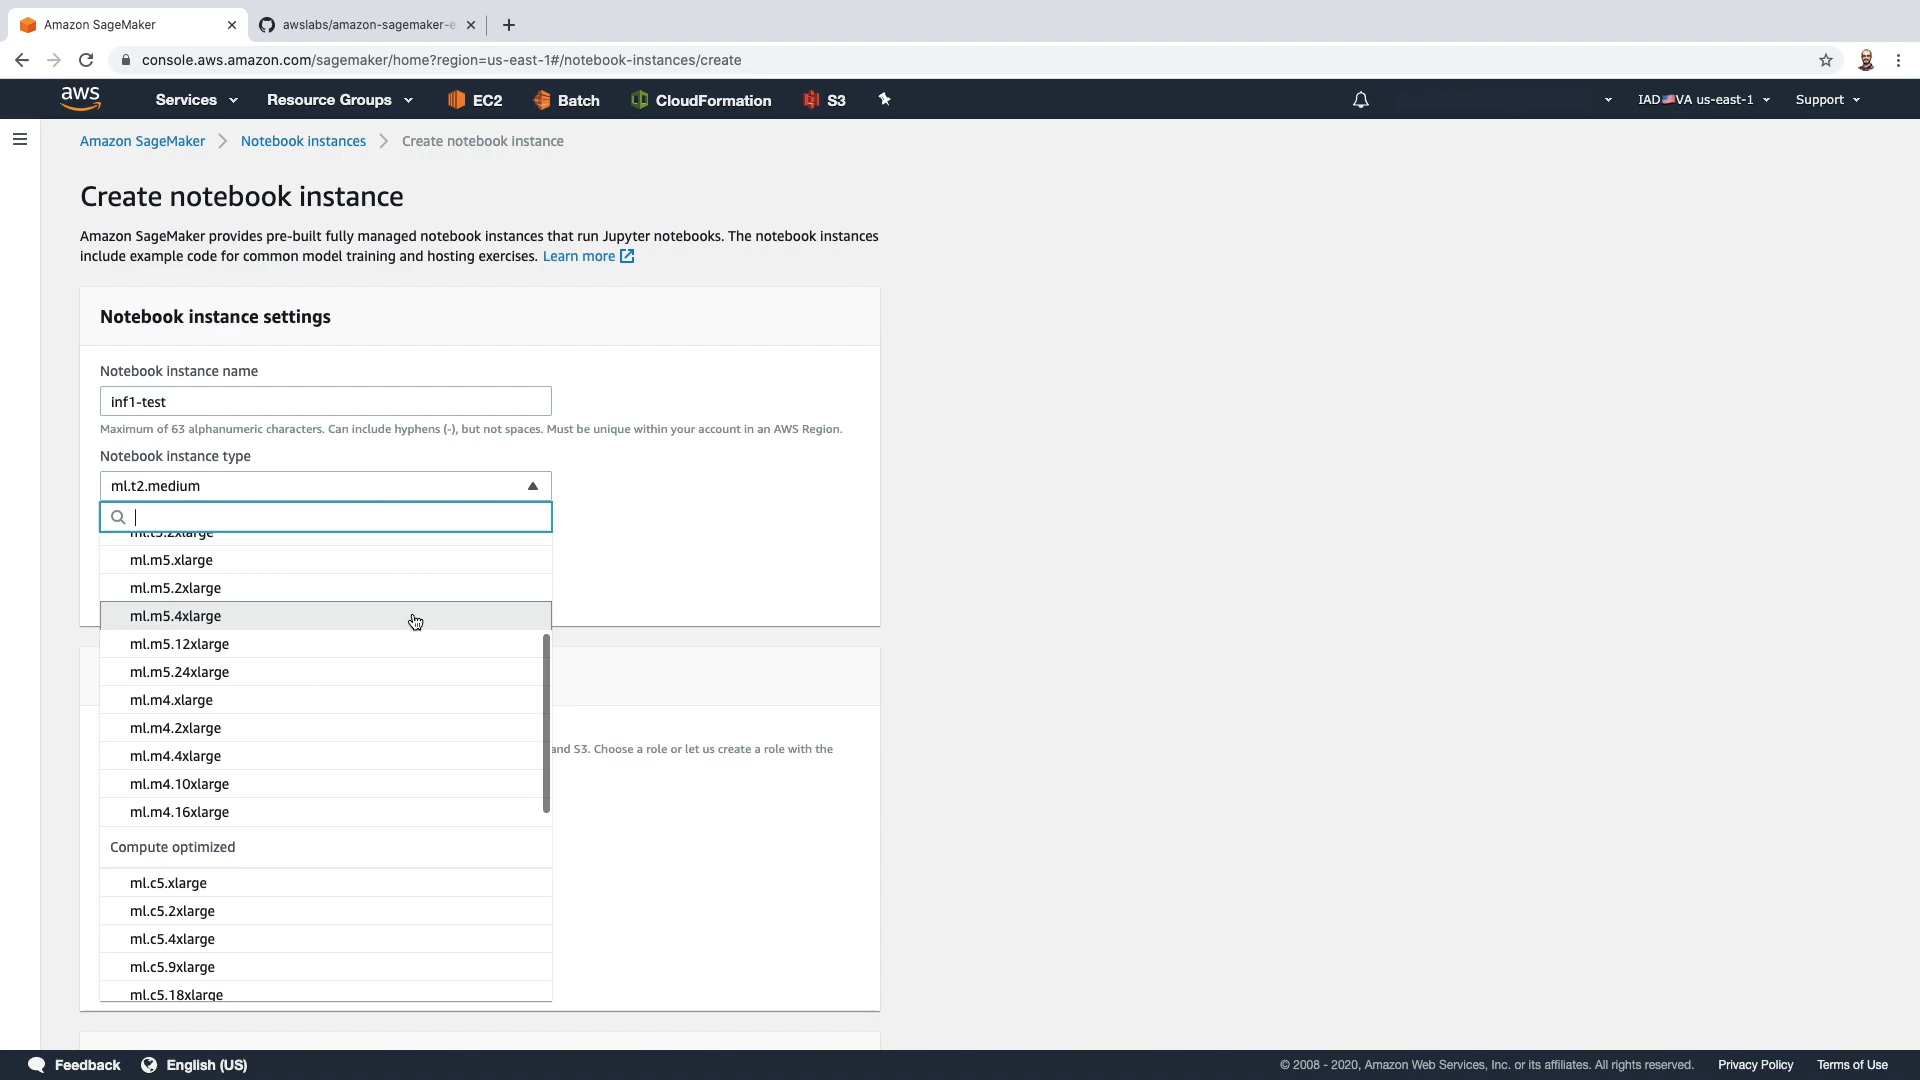 Amazon SageMaker
awslabs/amazon-sagemaker-e
console.aws.amazon.com/sagemaker/home?region=us-east-1#/notebook-instances/create
aws
Services
Resource Groups
EC2
Batch
CloudFormation
S3
IAD🇺🇸VA us-east-1
Support
Amazon SageMaker
Notebook instances
Create notebook instance
Create notebook instance
Amazon SageMaker provides pre-built fully managed notebook instances that run Jupyter notebooks. The notebook instances
include example code for common model training and hosting exercises. Learn more
Notebook instance settings
Notebook instance name
inf1-test
Maximum of 63 alphanumeric characters. Can include hyphens (-), but not spaces. Must be unique within your account in an AWS Region.
Notebook instance type
ml.t2.medium
ml.t3.2xlarge
ml.m5.xlarge
ml.m5.2xlarge
ml.m5.4xlarge
ml.m5.12xlarge
ml.m5.24xlarge
ml.m4.xlarge
ml.m4.2xlarge
and S3. Choose a role or let us create a role with the
ml.m4.4xlarge
ml.m4.10xlarge
ml.m4.16xlarge
Compute optimized
ml.c5.xlarge
ml.c5.2xlarge
ml.c5.4xlarge
ml.c5.9xlarge
ml.c5.18xlarge
Feedback
English (US)
© 2008 - 2020, Amazon Web Services, Inc. or its affiliates. All rights reserved.
Privacy Policy
Terms of Use